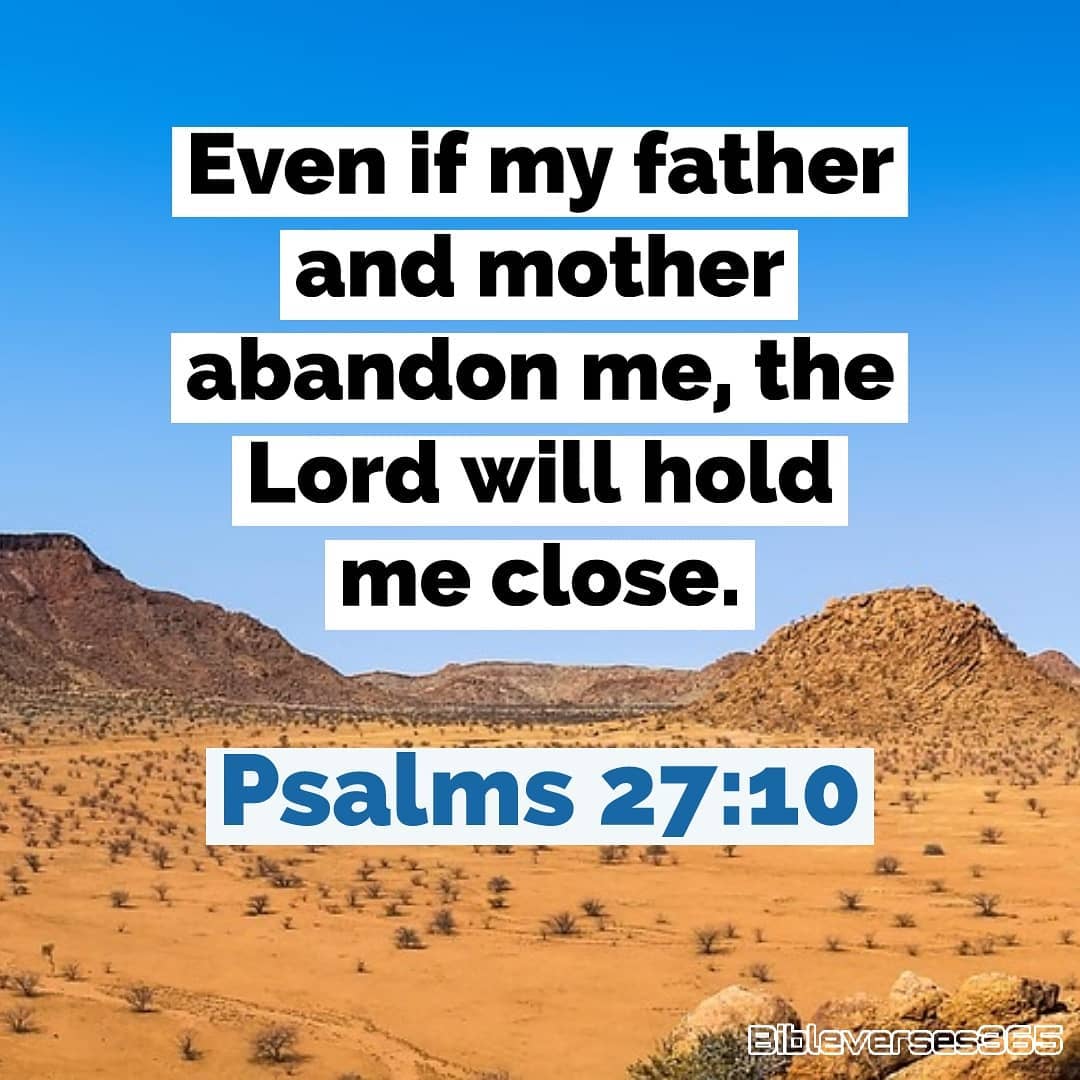 Even if my father
and mother
abandon me, the
Lord will hold
me close.
Psalms 27:10
Bibleverses365